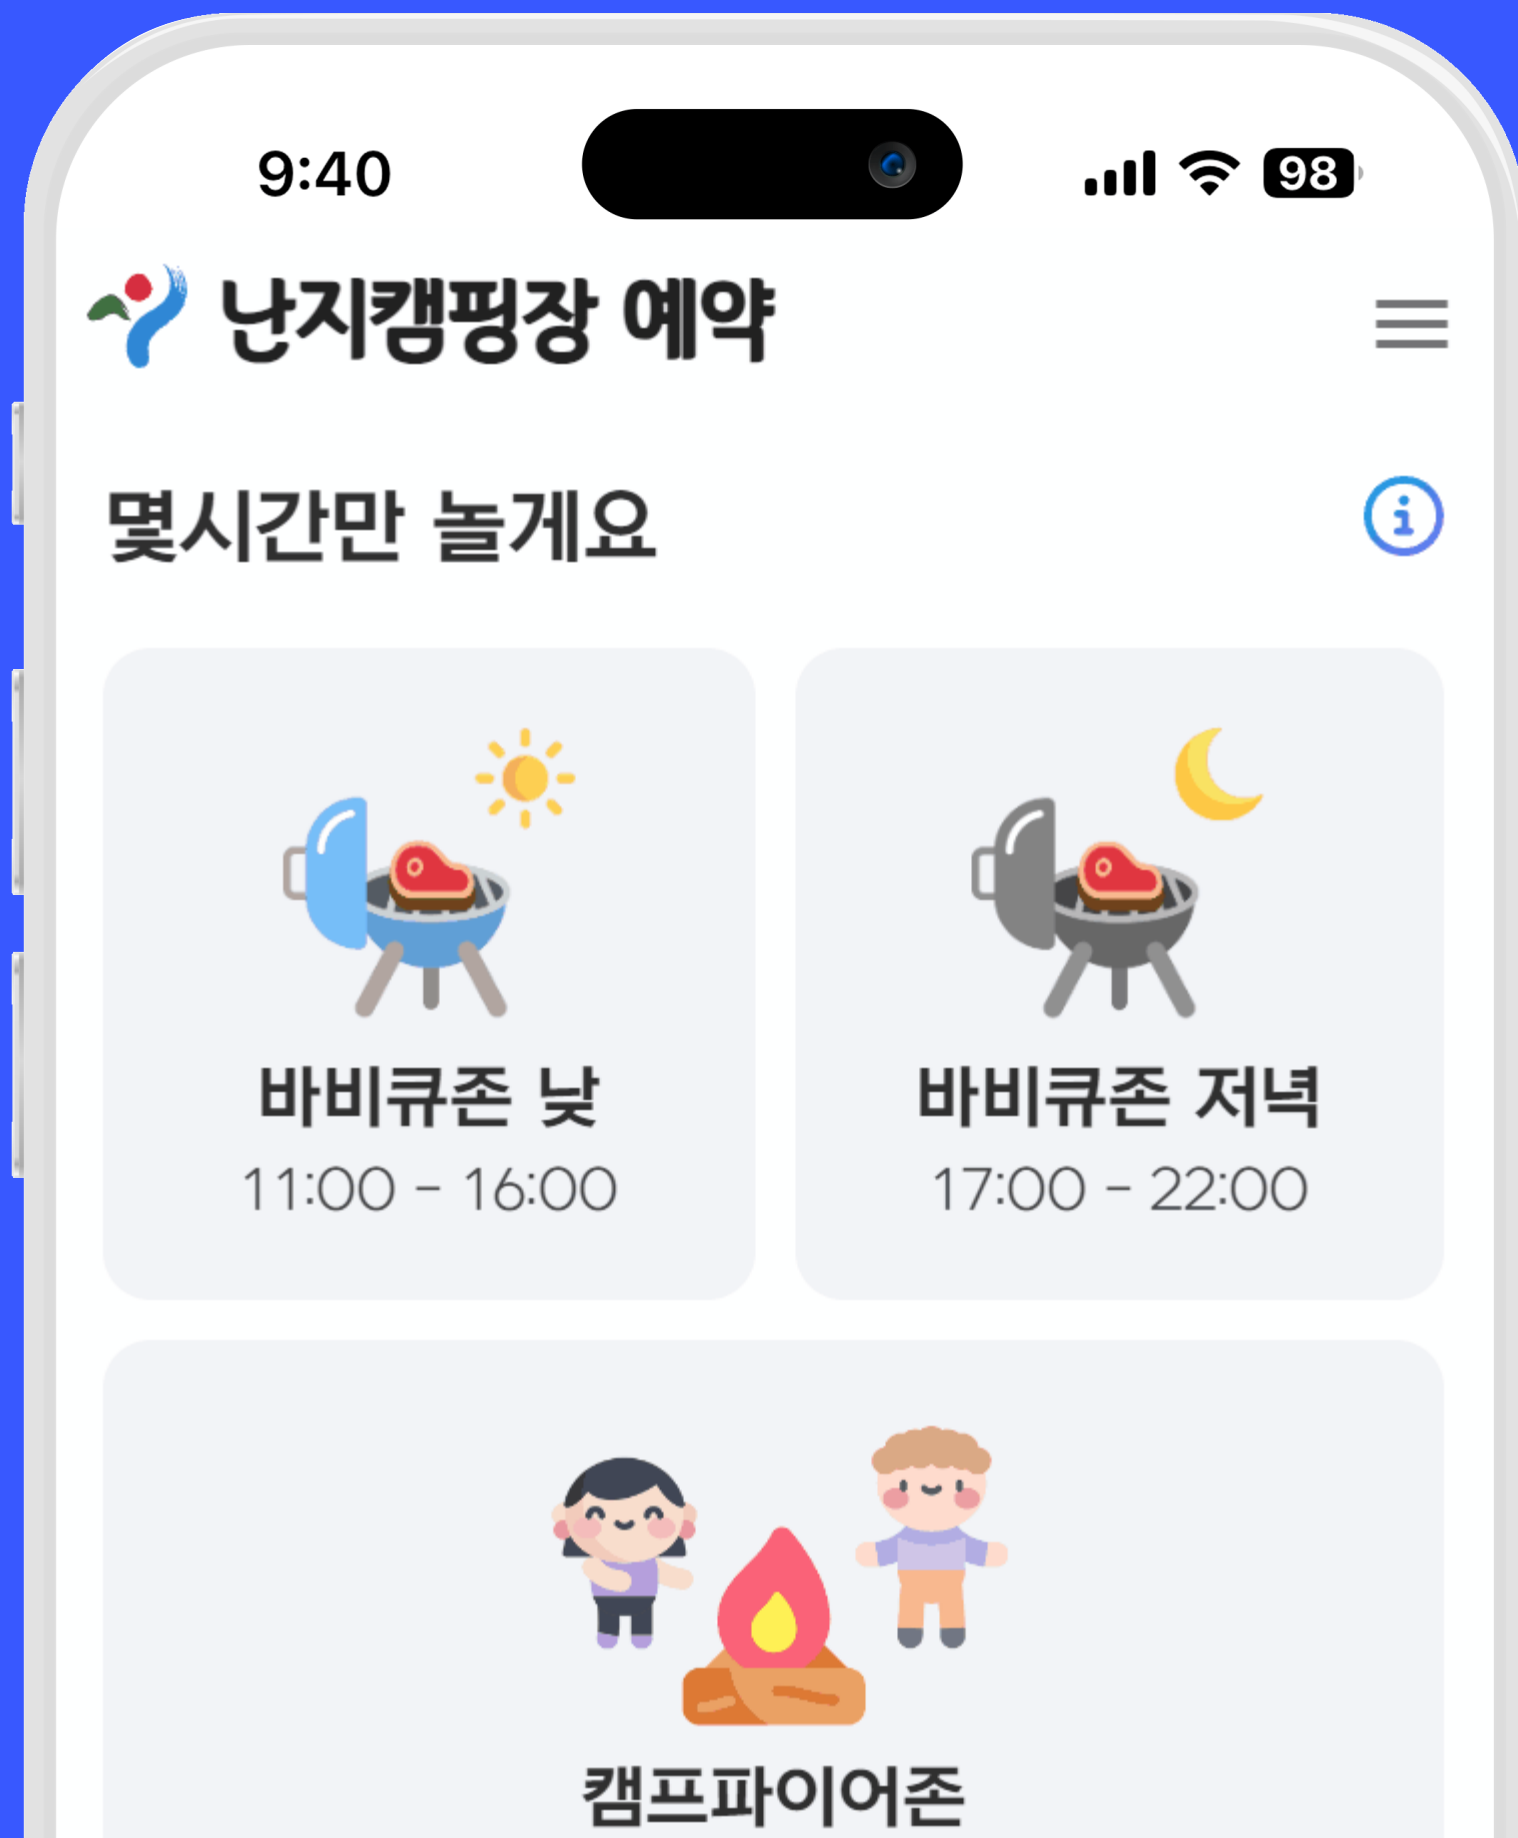 9:40
98
난지캠핑장 예약
몇시간만 놀게요
바비큐존 낮
11:00 - 16:00
바비큐존 저녁
17:00 - 22:00
캠프파이어존